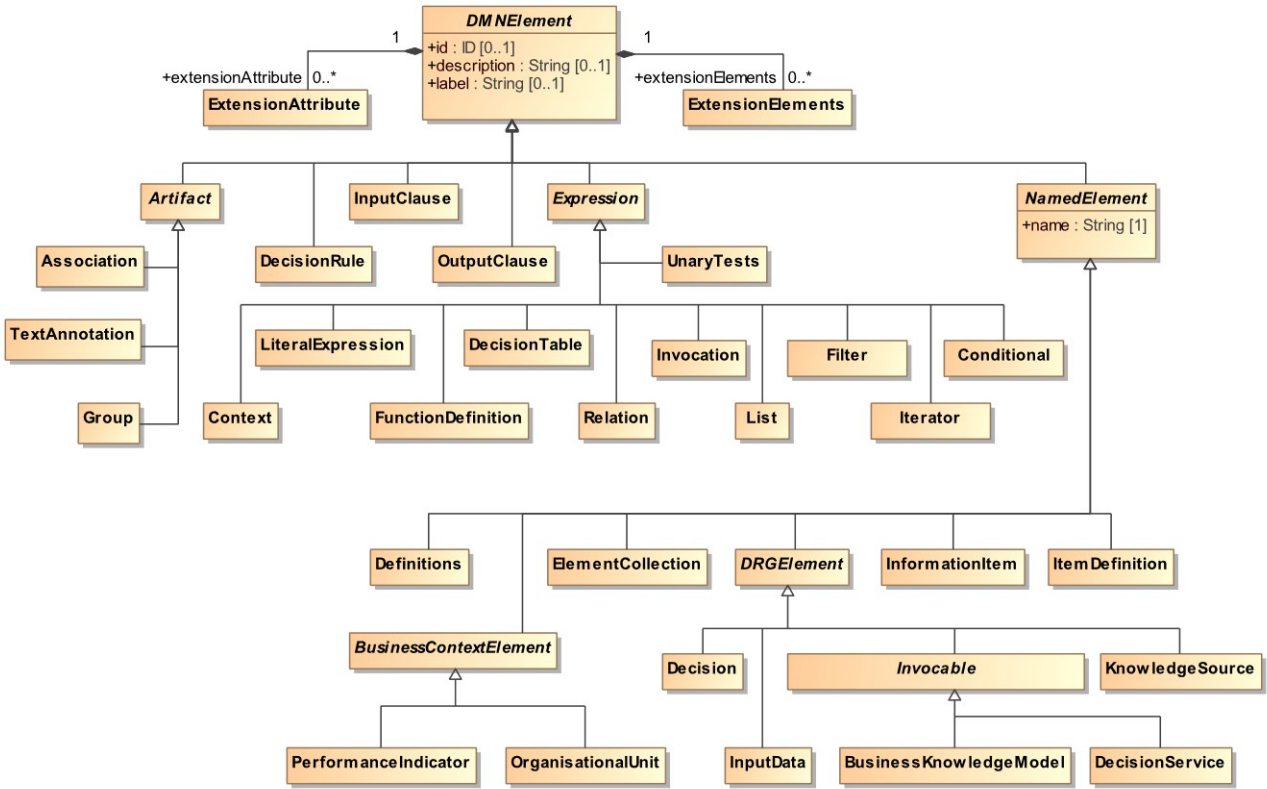 DMNElement
+id : ID [0..1]
+description : String [0..1]
+label : String [0..1]
1
1
+extensionAttribute
0..*
+extensionElements
0..*
ExtensionAttribute
ExtensionElements
Artifact
InputClause
Expression
NamedElement
+name : String [1]
Association
DecisionRule
OutputClause
UnaryTests
TextAnnotation
LiteralExpression
DecisionTable
Invocation
Filter
Conditional
Group
Context
FunctionDefinition
Relation
List
Iterator
Definitions
ElementCollection
DRGElement
InformationItem
ItemDefinition
BusinessContextElement
Decision
Invocable
KnowledgeSource
PerformanceIndicator
OrganisationalUnit
InputData
BusinessKnowledgeModel
DecisionService